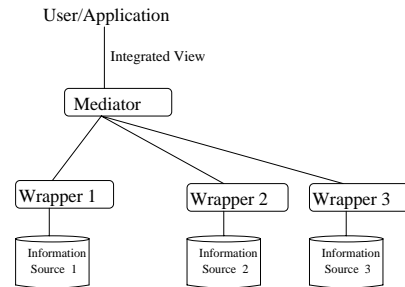 User/Application
Integrated View
Mediator
Wrapper 1
Wrapper 2
Wrapper 3
Information
Source 1
Information
Source 2
Information
Source 3